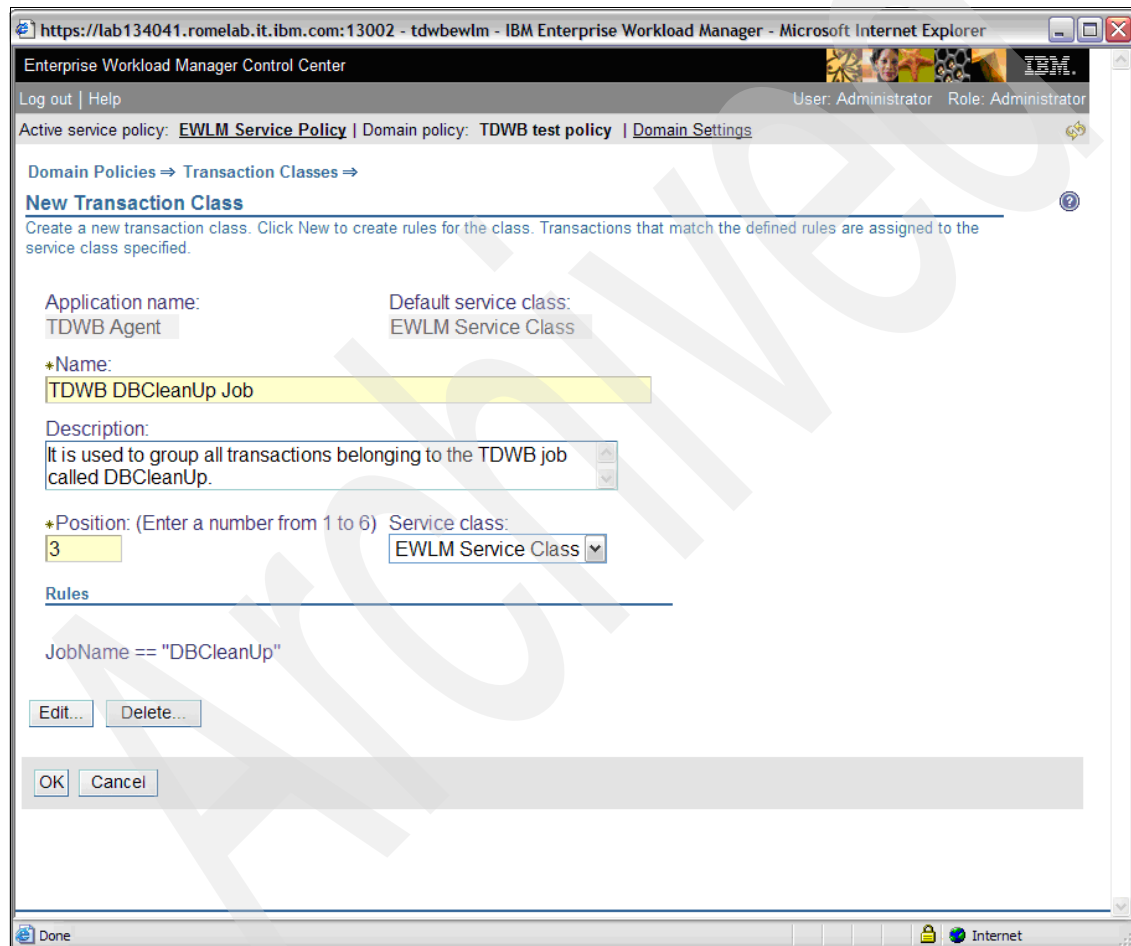 https://lab134041.romelab.it.ibm.com:13002 - tdwbewlm - IBM Enterprise Workload Manager - Microsoft Internet Explorer
Enterprise Workload Manager Control Center
IBM.
Log out | Help
User: Administrator Role: Administrator
Active service policy: EWLM Service Policy | Domain policy: TDWB test policy | Domain Settings
Domain Policies ⇒ Transaction Classes ⇒
New Transaction Class
?
Create a new transaction class. Click New to create rules for the class. Transactions that match the defined rules are assigned to the
service class specified.
Application name:
Default service class:
TDWB Agent
EWLM Service Class
*Name:
TDWB DBCleanUp Job
Description:
It is used to group all transactions belonging to the TDWB job
called DBCleanUp.
*Position: (Enter a number from 1 to 6)
Service class:
3
EWLM Service Class
Rules
JobName == "DBCleanUp"
Edit...
Delete...
OK
Cancel
Done
Internet
Archived